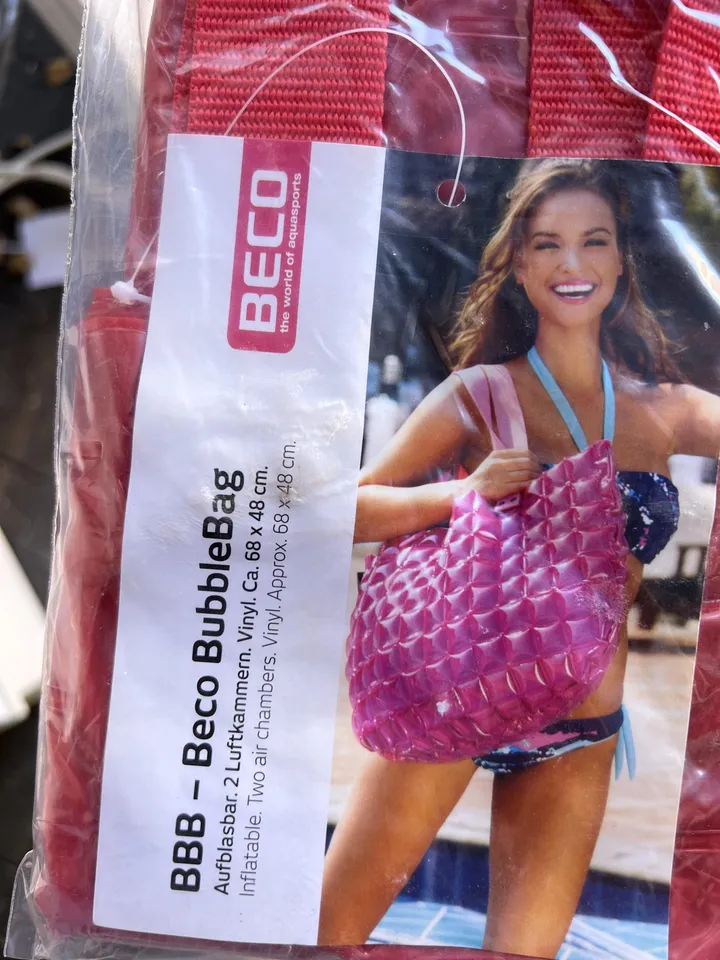 BECO
the world of aquasports
BBB – Beco BubbleBag
Aufblasbar. 2 Luftkammern. Vinyl. Ca. 68 x 48 cm.
Inflatable. Two air chambers. Vinyl. Approx. 68 x 48 cm.